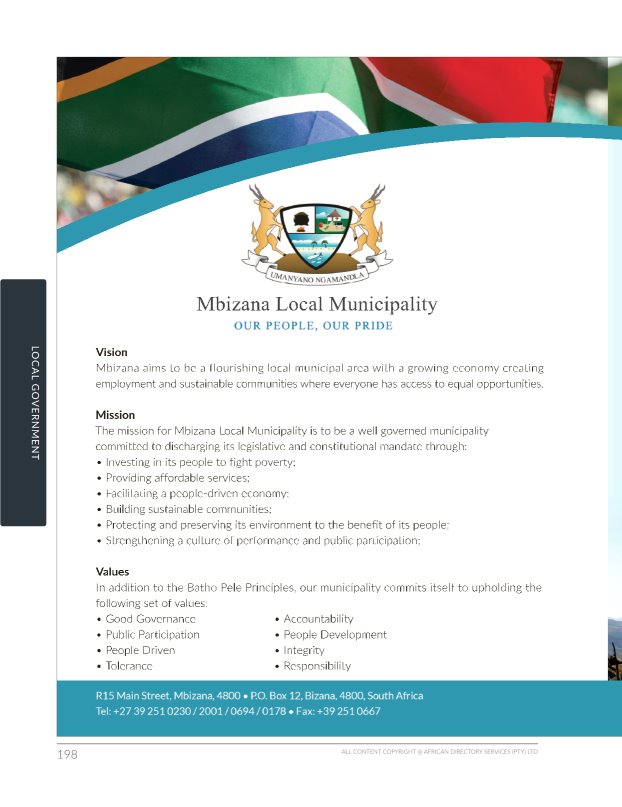 UMANYANO NGAMANDLA
Mbizana Local Municipality
OUR PEOPLE, OUR PRIDE
LOCAL GOVERNMENT
Vision
Mbizana aims to be a flourishing local municipal area with a growing economy creating
employment and sustainable communities where everyone has access to equal opportunities.
Mission
The mission for Mbizana Local Municipality is to be a well governed municipality
committed to discharging its legislative and constitutional mandate through:
• Investing in its people to fight poverty;
• Providing affordable services;
• Facilitating a people-driven economy;
• Building sustainable communities;
• Protecting and preserving its environment to the benefit of its people;
• Strengthening a culture of performance and public participation;
Values
In addition to the Batho Pele Principles, our municipality commits itself to upholding the
following set of values:
• Good Governance
• Public Participation
• People Driven
• Tolerance
• Accountability
• People Development
• Integrity
• Responsibility
R15 Main Street, Mbizana, 4800 • P.O. Box 12, Bizana, 4800, South Africa
Tel: +27 39 251 0230 / 2001 / 0694 / 0178 • Fax: +39 251 0667
198
ALL CONTENT COPYRIGHT @ AFRICAN DIRECTORY SERVICES (PTY) LTD